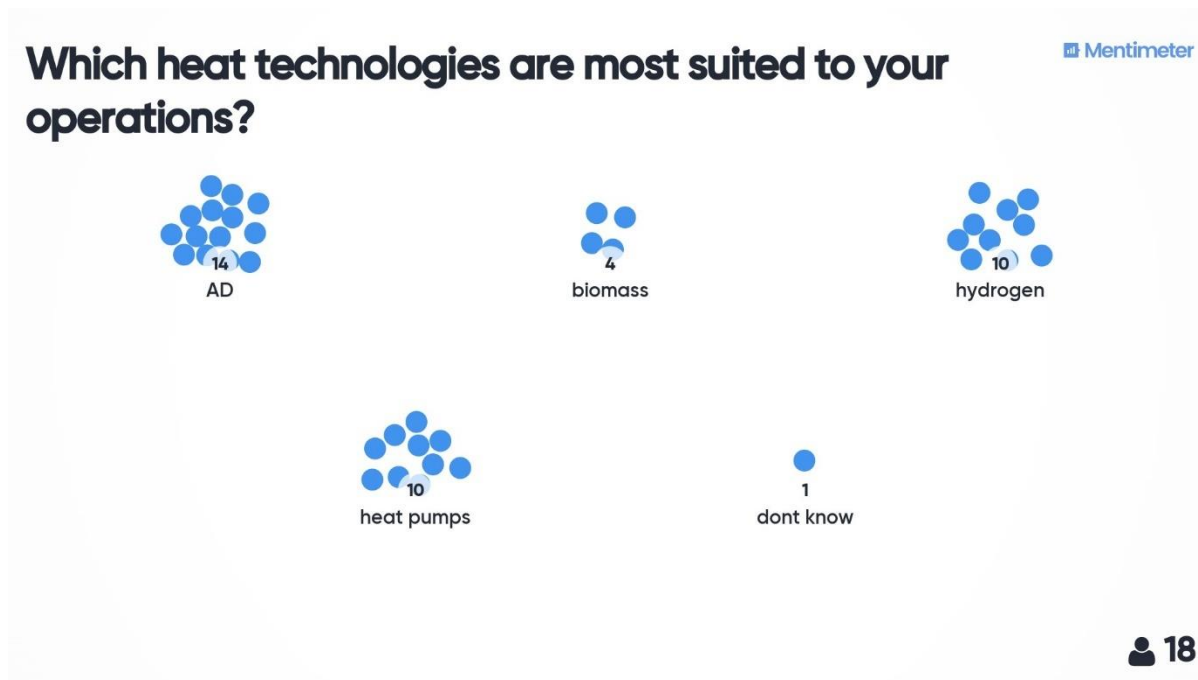 Which heat technologies are most suited to your
operations?
Mentimeter
14
AD
4
biomass
10
hydrogen
10
heat pumps
1
dont know
18